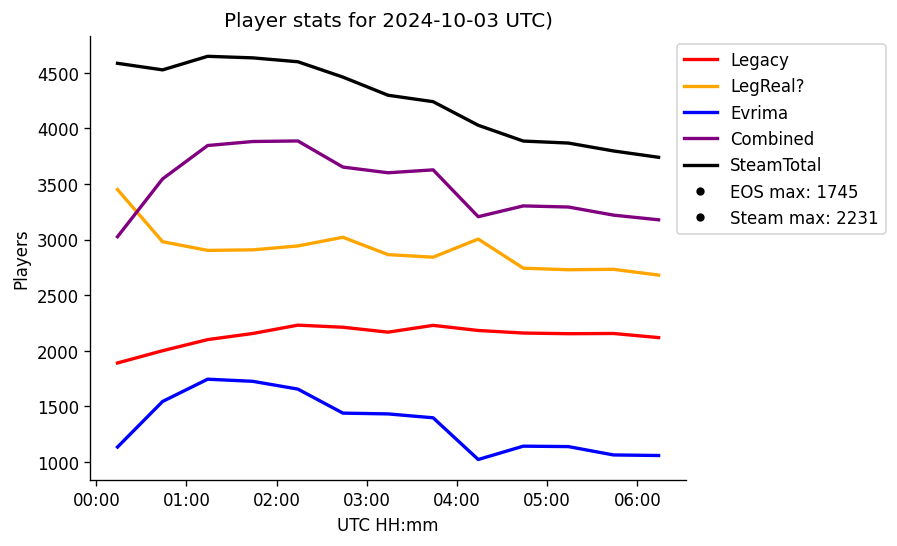 Player stats for 2024-10-03 UTC)
Legacy
LegReal?
Evrima
Combined
SteamTotal
EOS max: 1745
Steam max: 2231
Players
4500
4000
3500
3000
2500
2000
1500
1000
00:00 01:00 02:00 03:00 04:00 05:00 06:00
UTC HH:mm